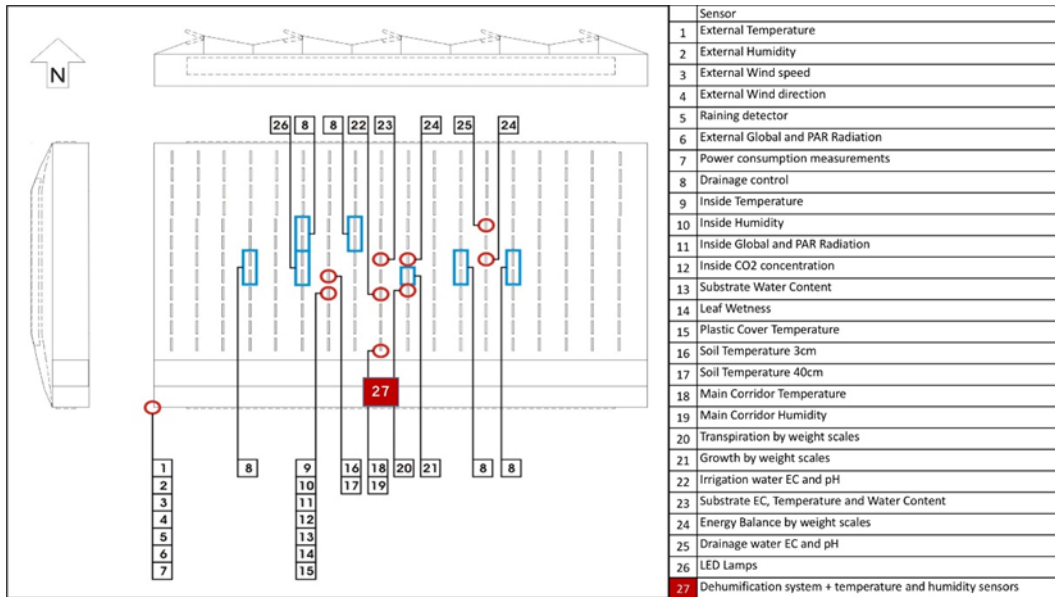 N
26 8 8 22 23 24 25 24
27
1 8 9 16 18 20 21 8 8
2 10 17 19
3 11
4 12
5 13
6 14
7 15
Sensor
1 External Temperature
2 External Humidity
3 External Wind speed
4 External Wind direction
5 Raining detector
6 External Global and PAR Radiation
7 Power consumption measurements
8 Drainage control
9 Inside Temperature
10 Inside Humidity
11 Inside Global and PAR Radiation
12 Inside CO2 concentration
13 Substrate Water Content
14 Leaf Wetness
15 Plastic Cover Temperature
16 Soil Temperature 3cm
17 Soil Temperature 40cm
18 Main Corridor Temperature
19 Main Corridor Humidity
20 Transpiration by weight scales
21 Growth by weight scales
22 Irrigation water EC and pH
23 Substrate EC, Temperature and Water Content
24 Energy Balance by weight scales
25 Drainage water EC and pH
26 LED Lamps
27 Dehumification system + temperature and humidity sensors